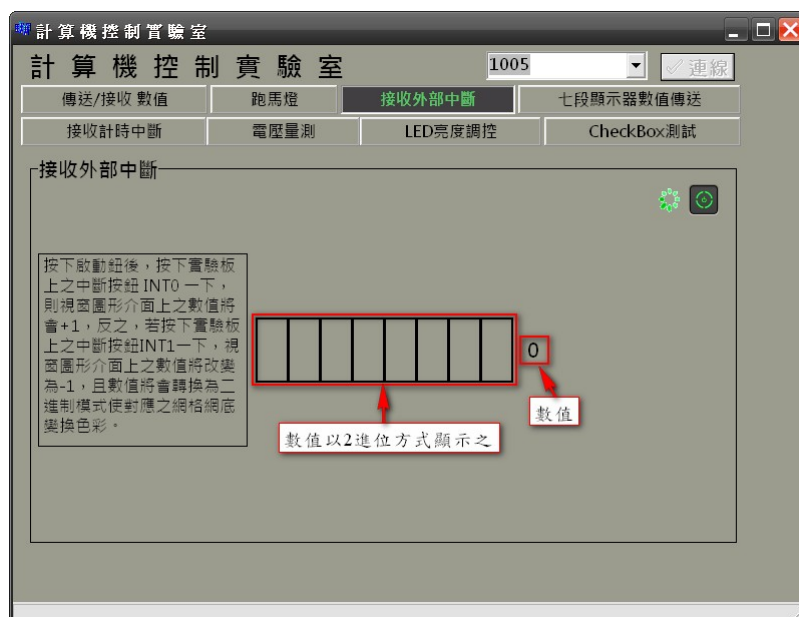 計算機控制實驗室
計算機控制實驗室
1005
連線
傳送/接收 數值
跑馬燈
接收外部中斷
七段顯示器數值傳送
接收計時中斷
電壓量測
LED亮度調控
CheckBox測試
接收外部中斷
按下啟動鈕後，按下實驗板
上之中斷按鈕 INT0 一下，
則視窗圖形介面上之數值將
會+1，反之，若按下實驗板
上之中斷按鈕INT1一下，視
窗圖形介面上之數值將改變
為-1，且數值將會轉換為二
進制模式使對應之網格網底
變換色彩。
0
數值
數值以2進位方式顯示之